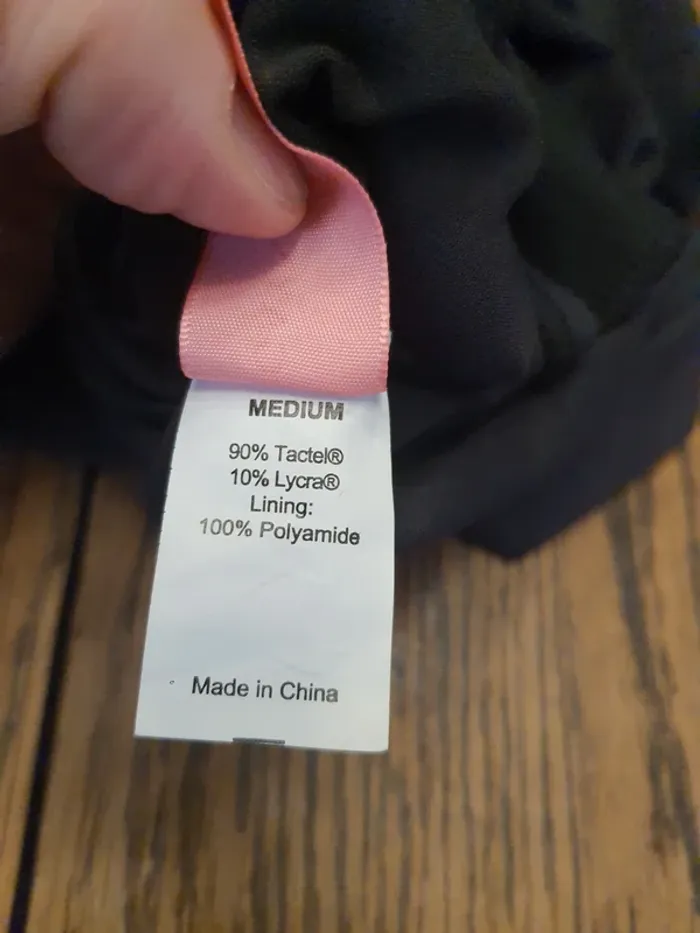 MEDIUM
90% Tactel®
10% Lycra®
Lining:
100% Polyamide
Made in China